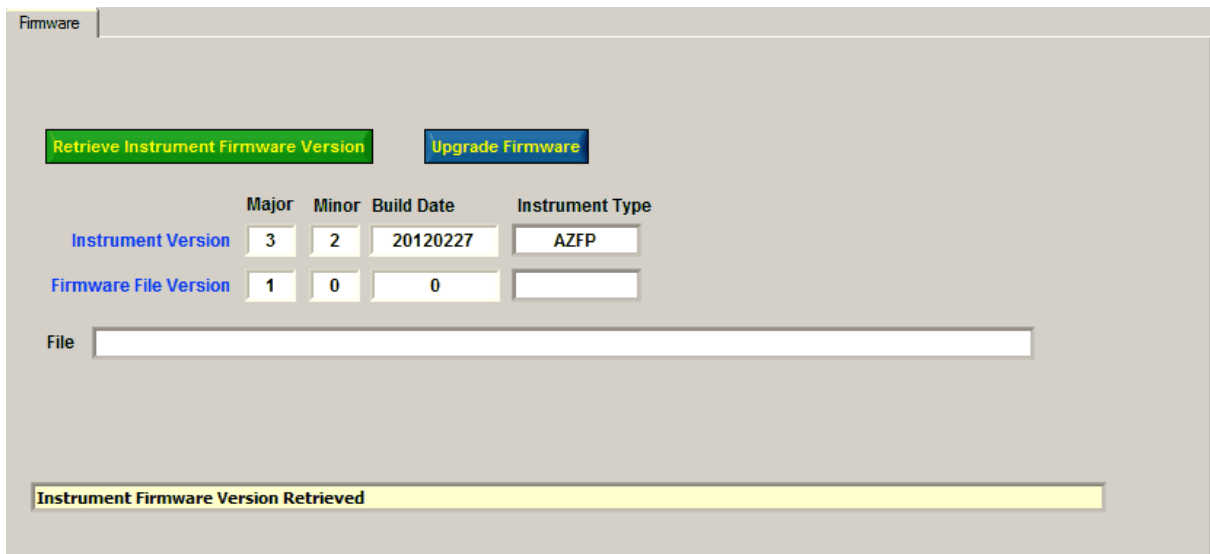 Firmware
Retrieve Instrument Firmware Version Upgrade Firmware
Major Minor Build Date Instrument Type
Instrument Version 3 2 20120227 AZFP
Firmware File Version 1 0 0
File
Instrument Firmware Version Retrieved